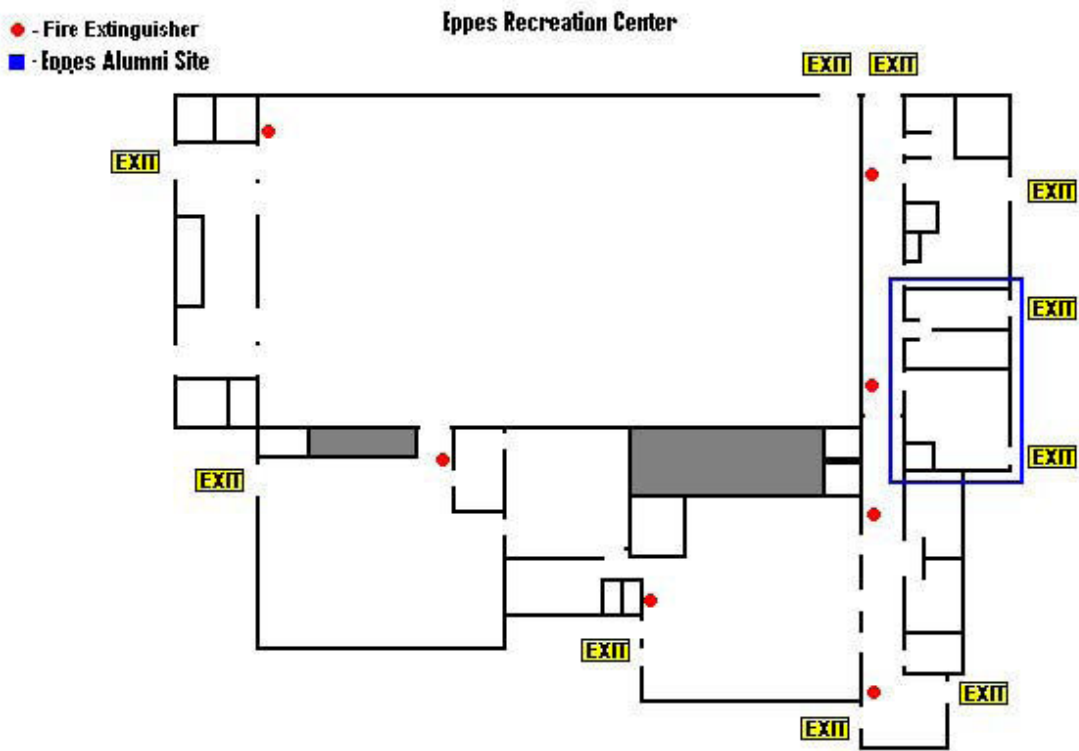 Eppes Recreation Center
- Fire Extinguisher
- Eppes Alumni Site
EXIT EXIT
EXIT
EXIT
EXIT
EXIT
EXIT
EXIT
EXIT
EXIT